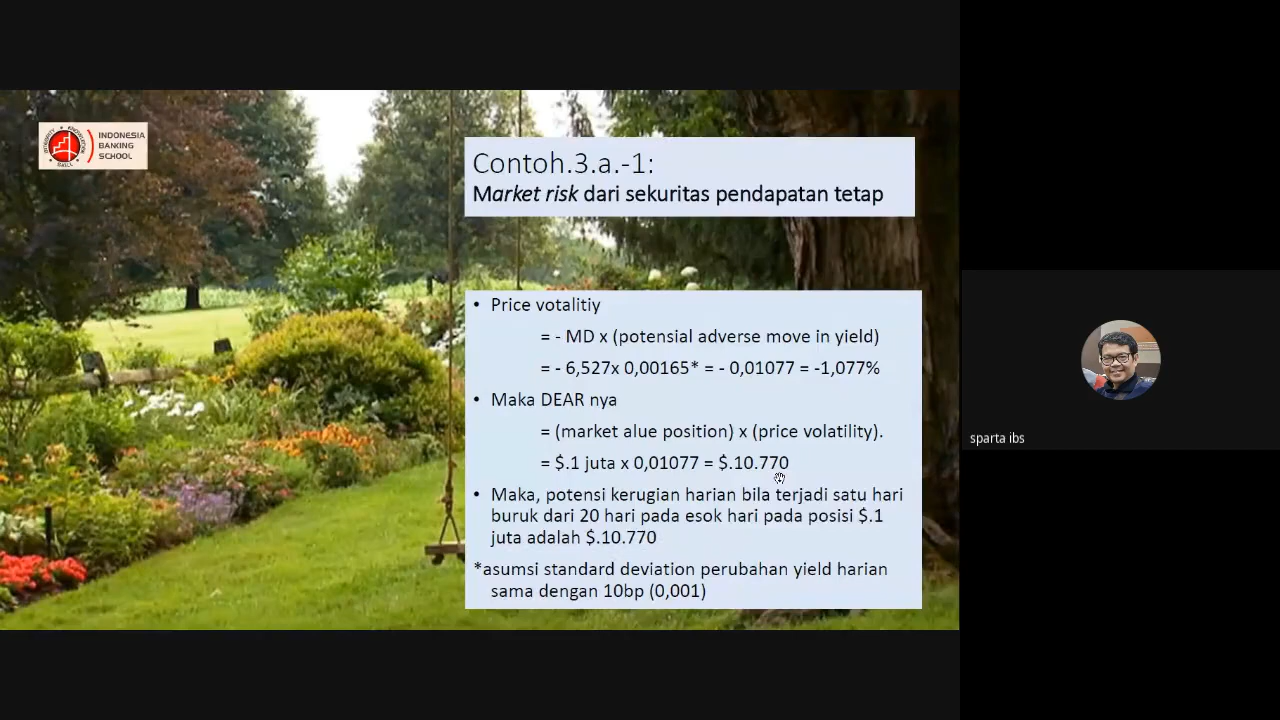 INDONESIA
BANKING
SCHOOL
Contoh.3.a.-1:
Market risk dari sekuritas pendapatan tetap
• Price votalitiy
= - MD x (potensial adverse move in yield)
= - 6,527x 0,00165* = - 0,01077 = -1,077%
• Maka DEAR nya
= (market alue position) x (price volatility).
= $.1 juta x 0,01077 = $.10.770
• Maka, potensi kerugian harian bila terjadi satu hari
buruk dari 20 hari pada esok hari pada posisi $.1
juta adalah $.10.770
*asumsi standard deviation perubahan yield harian
sama dengan 10bp (0,001)
sparta ibs